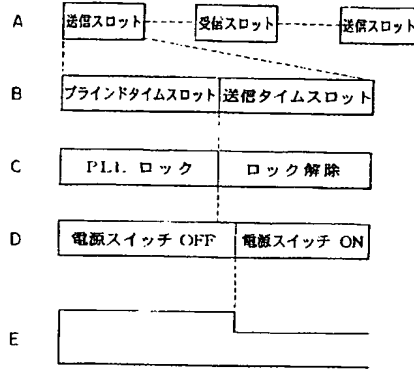 A 送信スロット 受信スロット 送信スロット
B ブラインドタイムスロット 送信タイムスロット
C PLL ロック ロック解除
D 電源スイッチ OFF 電源スイッチ ON
E